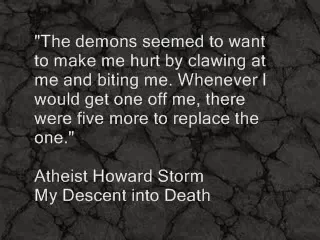 "The demons seemed to want
to make me hurt by clawing at
me and biting me. Whenever I
would get one off me, there
were five more to replace the
one."
Atheist Howard Storm
My Descent into Death